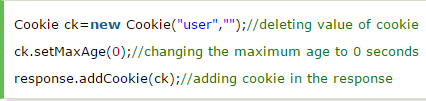 Cookie ck=new Cookie("user","");//deleting value of cookie
ck.setMaxAge(0);//changing the maximum age to 0 seconds
response.addCookie(ck);//adding cookie in the response